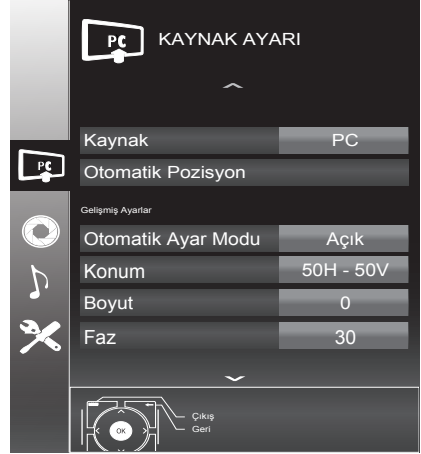 PC KAYNAK AYARI
Kaynak PC
PC
Otomatik Pozisyon
Gelişmiş Ayarlar
Otomatik Ayar Modu Açık
Konum 50H - 50V
Boyut 0
Faz 30
Çıkış
Geri
OK